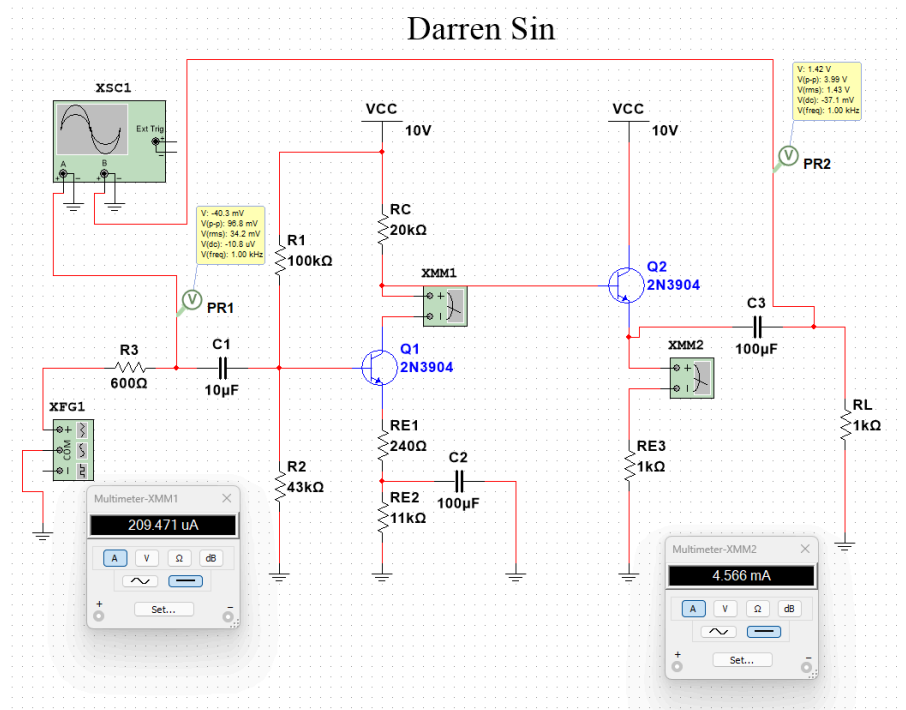 Darren Sin
XSC1
Ext Trig
+
−
A
B
+
−
+
−
V: -40.3 mV
V(p-p): 96.8 mV
V(rms): 34.2 mV
V(dc): -10.8 uV
V(freq): 1.00 kHz
V
PR1
VCC
10V
VCC
10V
V: 1.42 V
V(p-p): 3.99 V
V(rms): 1.43 V
V(dc): -37.1 mV
V(freq): 1.00 kHz
V
PR2
R1
100kΩ
RC
20kΩ
XMM1
+
−
Q2
2N3904
C3
100µF
R3
600Ω
C1
10µF
Q1
2N3904
XMM2
+
−
RL
1kΩ
XFG1
+
COM
−
R2
43kΩ
RE1
240Ω
C2
100µF
RE2
11kΩ
RE3
1kΩ
Multimeter-XMM1
×
209.471 uA
A
V
Ω
dB
+
Set...
−
Multimeter-XMM2
×
4.566 mA
A
V
Ω
dB
+
Set...
−